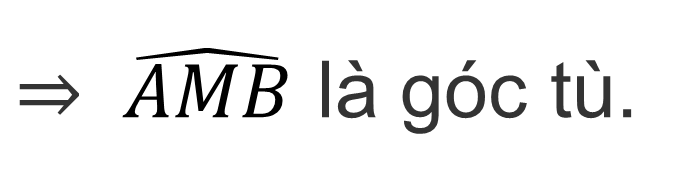 ⇒ \widehat{AMB} là góc tù.